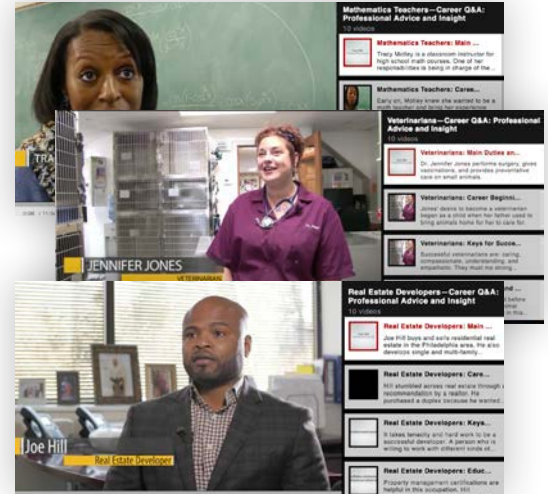 Mathematics Teachers—Career Q&A:
Professional Advice and Insight
10 videos
Mathematics Teachers: Main ...
Tracy Motley is a classroom instructor for
high school math courses. One of her
responsibilities is being in charge of the...
Mathematics Teachers: Caree...
Early on, Motley knew she wanted to be a
TRA
Veterinarians—Career Q&A: Professional
Advice and Insight
10 videos
Veterinarians: Main Duties an...
Dr. Jennifer Jones performs surgery, gives
vaccinations, and provides preventative
care on small animals.
Veterinarians: Career Beginni...
Jones' desire to become a veterinarian
began as a child when her father used to
bring animals home for her to care for.
Veterinarians: Keys for Succe...
Successful veterinarians are: caring,
compassionate, understanding, and
empathetic. They must me strong...
JENNIFER JONES
VETERINARIAN
Real Estate Developers—Career Q&A:
Professional Advice and Insight
10 videos
Real Estate Developers: Main ...
Joe Hill buys and sells residential real
estate in the Philadelphia area. He also
develops single and multi-family...
Real Estate Developers: Care...
Hill stumbled across real estate through a
recommendation by a realtor. He
purchased a duplex because he wanted...
Real Estate Developers: Keys...
It takes tenacity and hard work to be a
successful developer. A person who is
willing to work with different kinds of...
Real Estate Developers: Educ...
Property management certifications are
helpful in this occupation. Hill
Joe Hill
Real Estate Developer